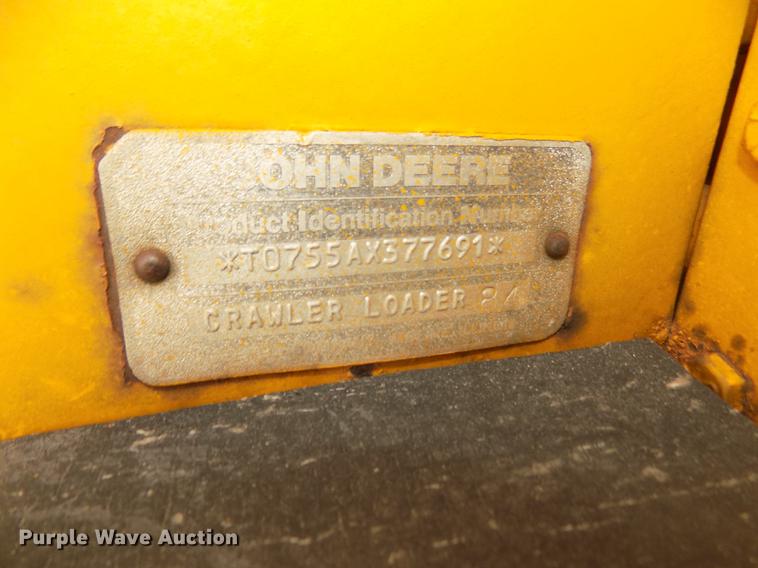 JOHN DEERE
Product Identification Number
*T0755AX377691*
CRAWLER LOADER 84
Purple Wave Auction